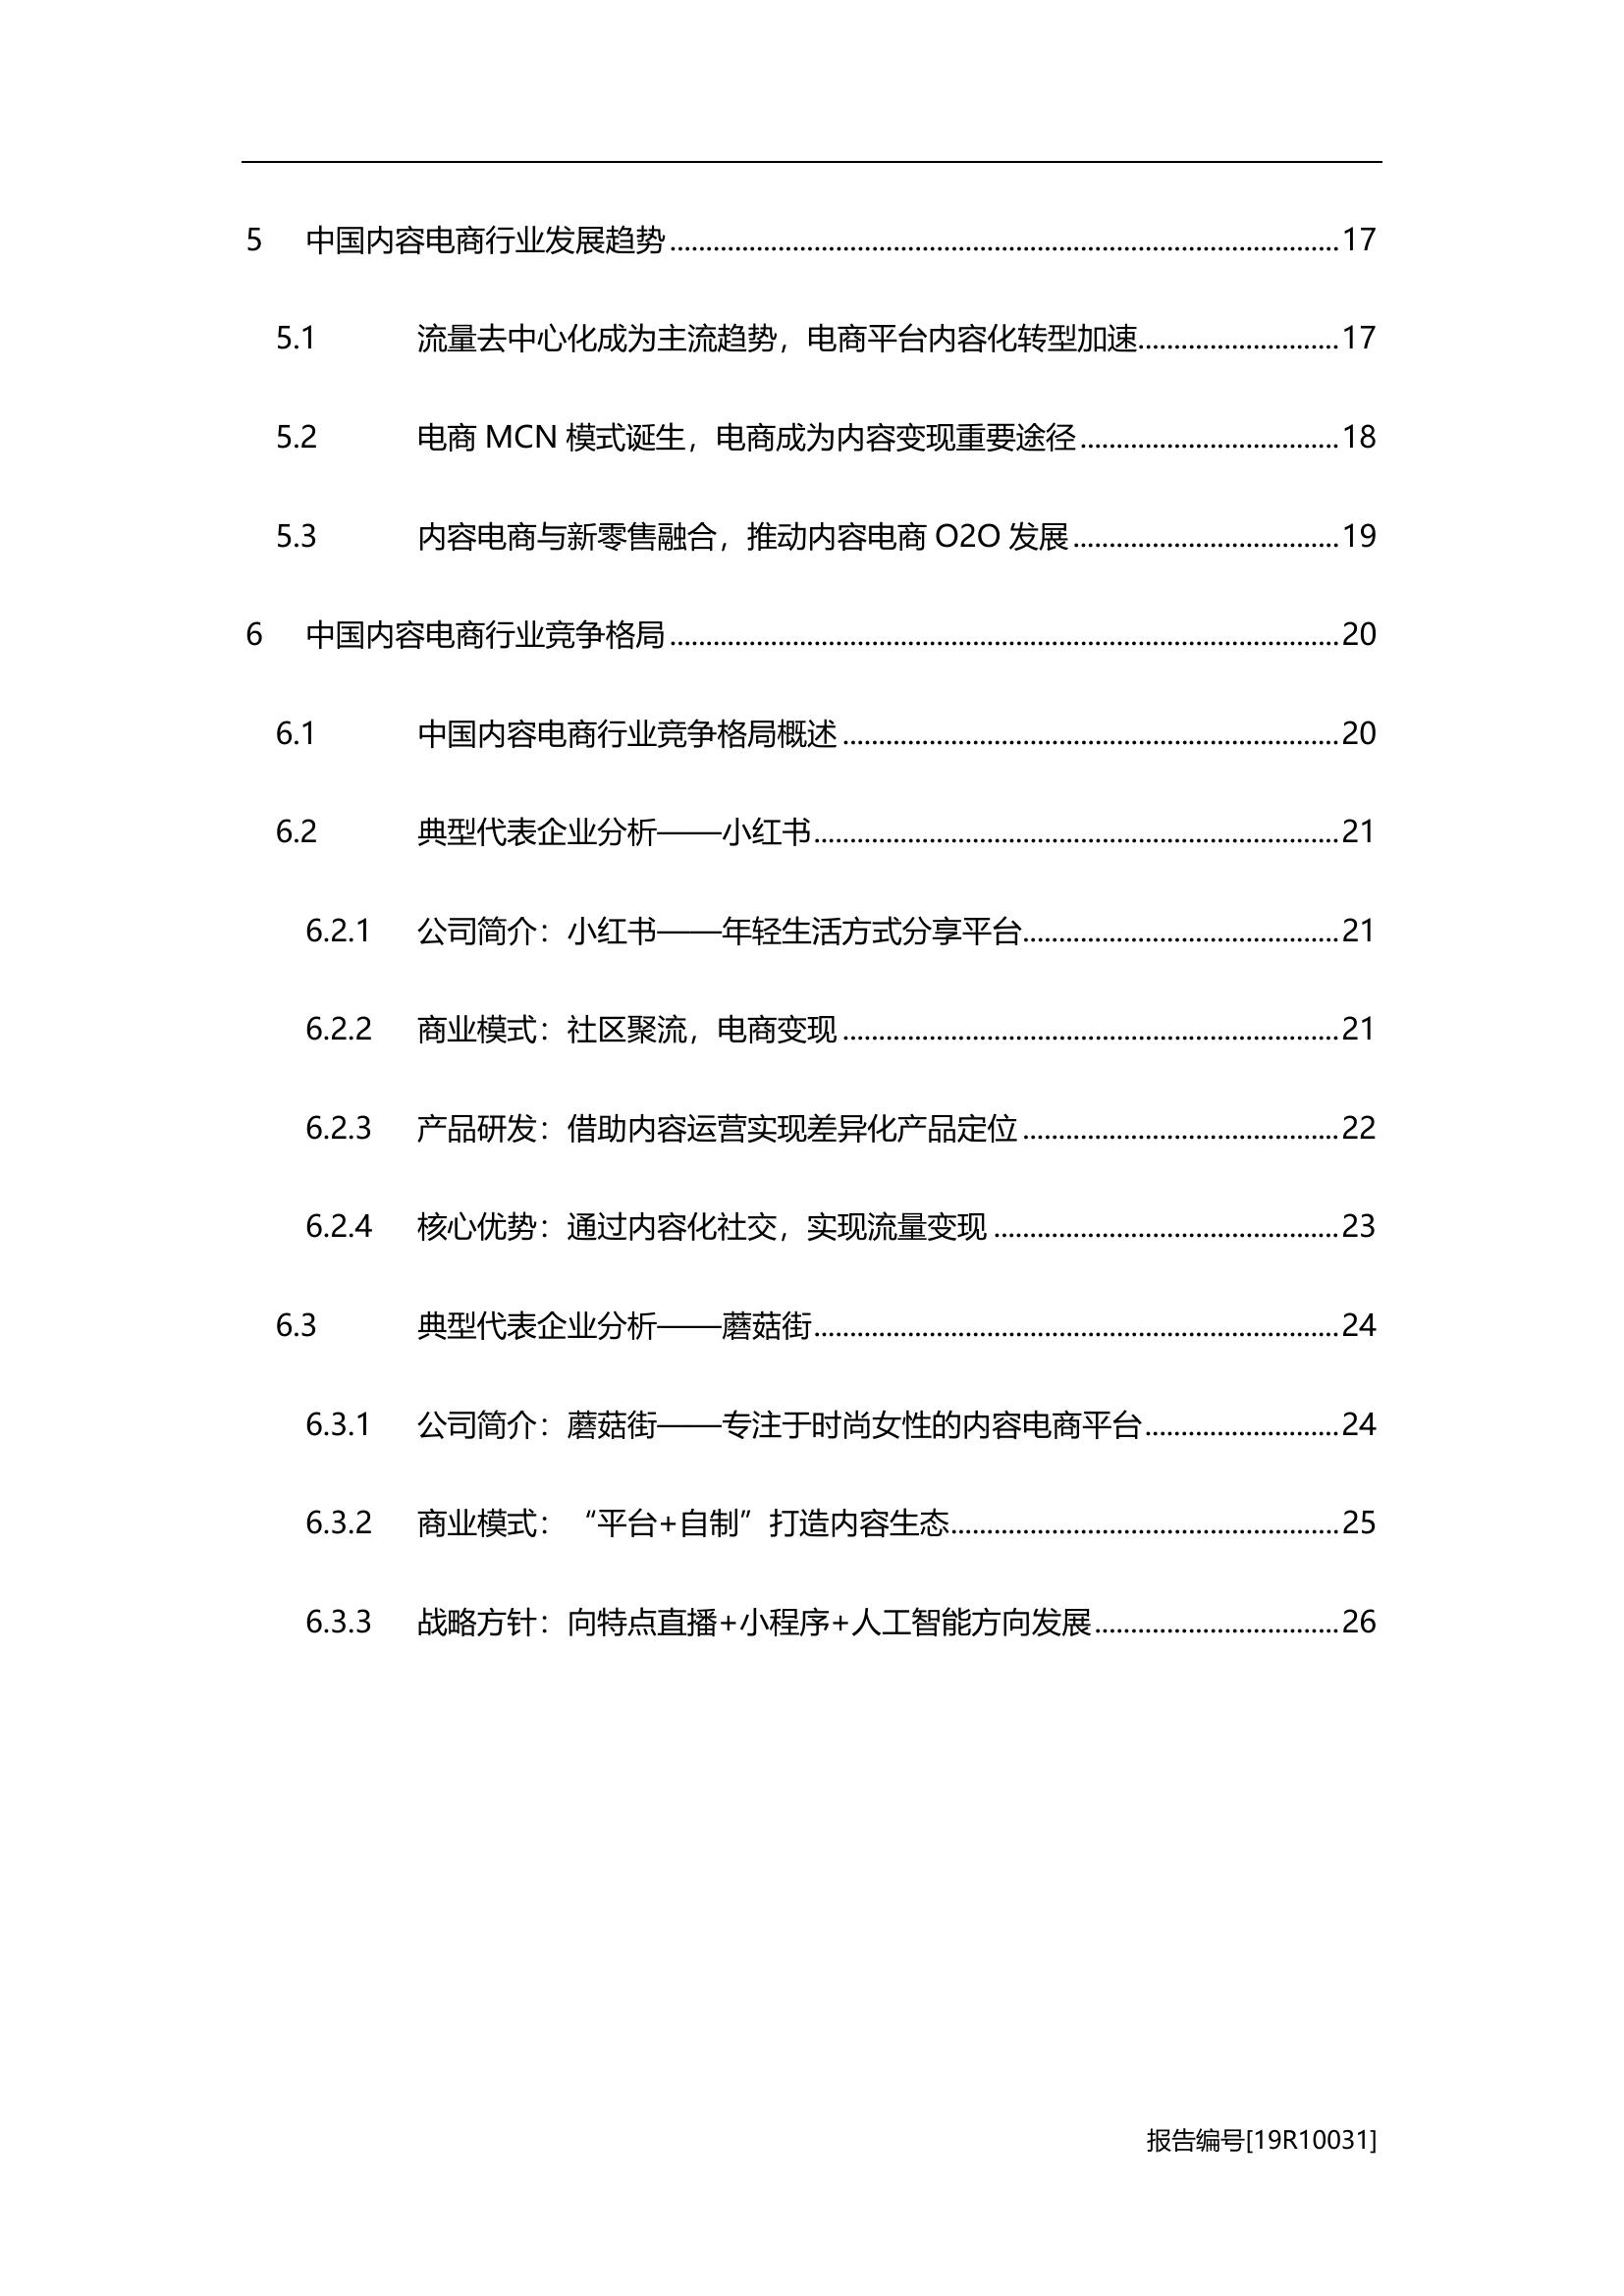 5 中国内容电商行业发展趋势........................17
5.1 流量去中心化成为主流趋势，电商平台内容化转型加速........................17
5.2 电商 MCN 模式诞生，电商成为内容变现重要途径........................18
5.3 内容电商与新零售融合，推动内容电商 O2O 发展........................19
6 中国内容电商行业竞争格局........................20
6.1 中国内容电商行业竞争格局概述........................20
6.2 典型代表企业分析——小红书........................21
6.2.1 公司简介：小红书——年轻生活方式分享平台........................21
6.2.2 商业模式：社区聚流，电商变现........................21
6.2.3 产品研发：借助内容运营实现差异化产品定位........................22
6.2.4 核心优势：通过内容化社交，实现流量变现........................23
6.3 典型代表企业分析——蘑菇街........................24
6.3.1 公司简介：蘑菇街——专注于时尚女性的内容电商平台........................24
6.3.2 商业模式：“平台+自制”打造内容生态........................25
6.3.3 战略方针：向特点直播+小程序+人工智能方向发展........................26
报告编号[19R10031]